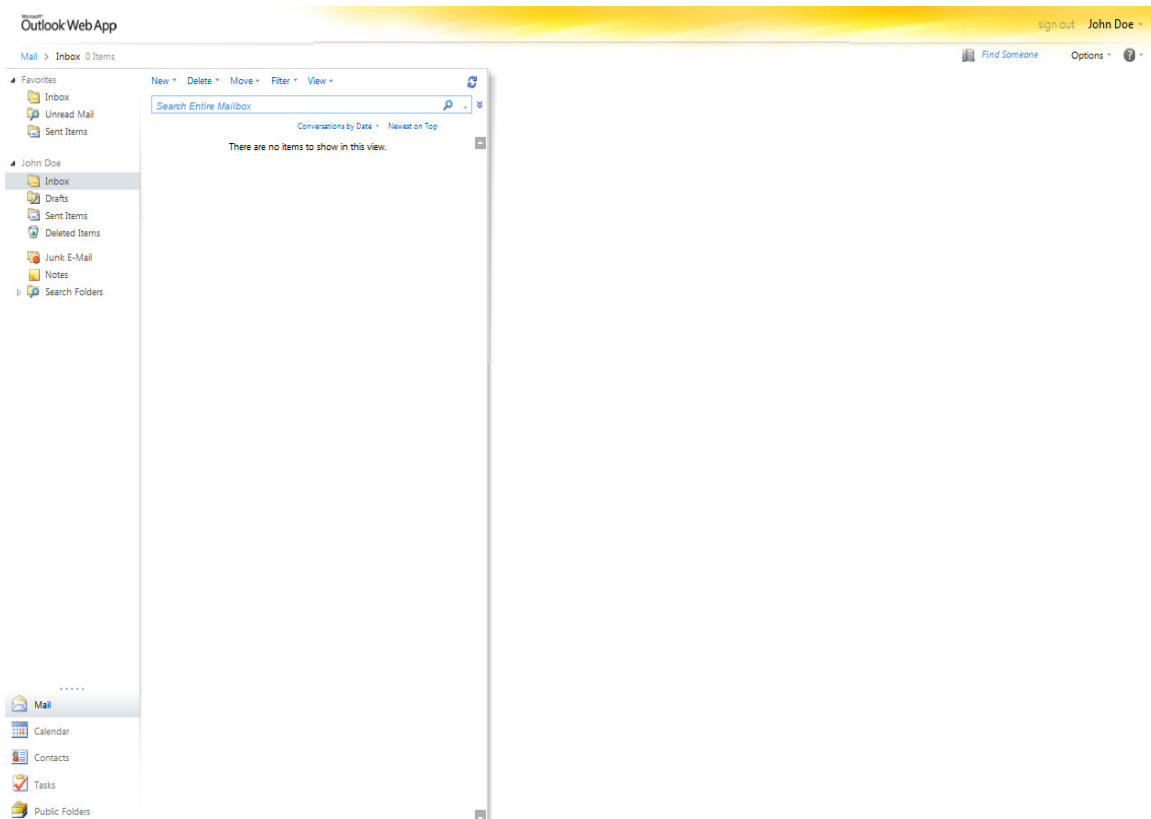 Microsoft
Outlook Web App
sign out John Doe
Mail > Inbox 0 Items
Find Someone Options ?
Favorites
Inbox
Unread Mail
Sent Items
John Doe
Inbox
Drafts
Sent Items
Deleted Items
Junk E-Mail
Notes
Search Folders
Mail
Calendar
Contacts
Tasks
Public Folders
New Delete Move Filter View
Search Entire Mailbox
Conversations by Date Newest on Top
There are no items to show in this view.